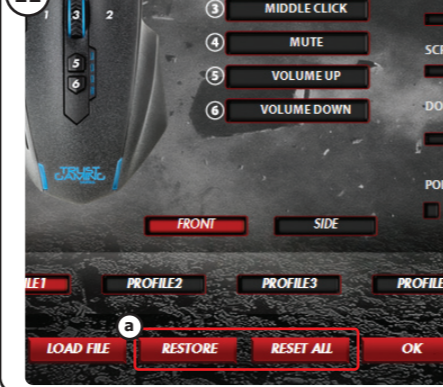 3 MIDDLE CLICK
1 3 2
4 MUTE
5 VOLUME UP
5
6
6 VOLUME DOWN
TRUST
GAMING
FRONT SIDE
PROFILE2 PROFILE3
a
LOAD FILE RESTORE RESET ALL OK